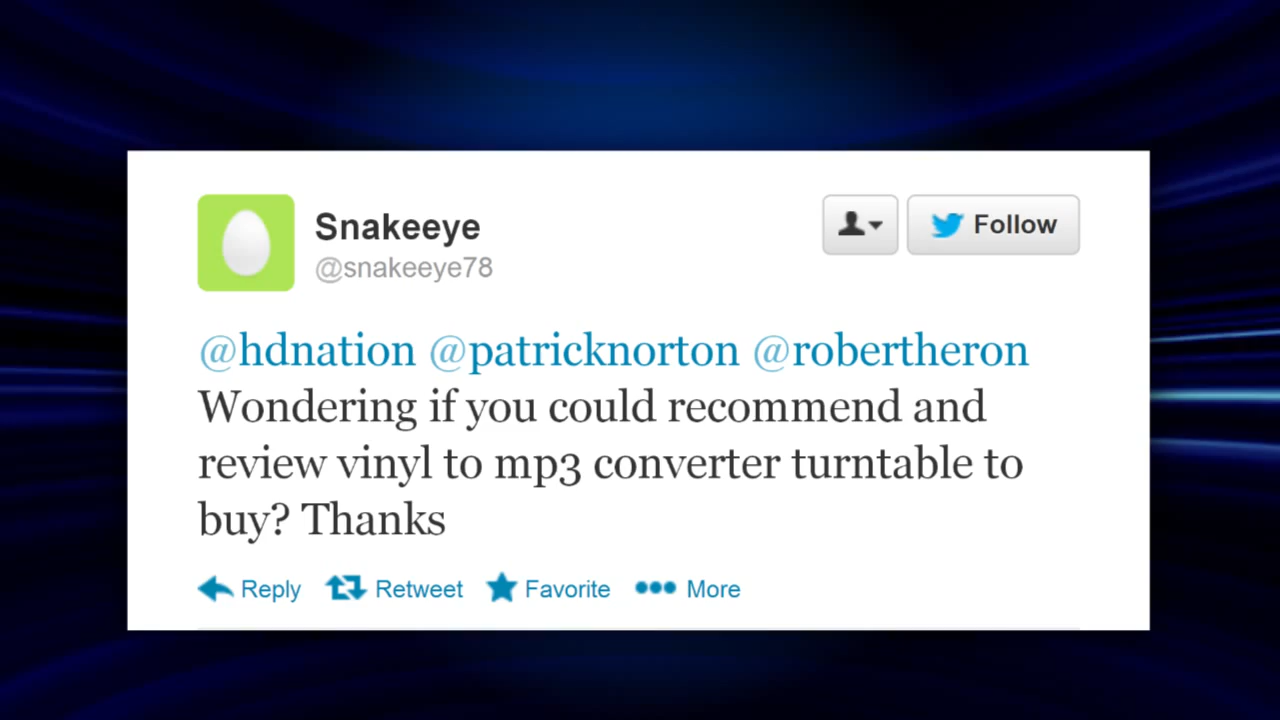 Snakeeye
Follow
@snakeeye78
@hdnation @patricknorton @robertheron
Wondering if you could recommend and
review vinyl to mp3 converter turntable to
buy? Thanks
Reply Retweet Favorite More